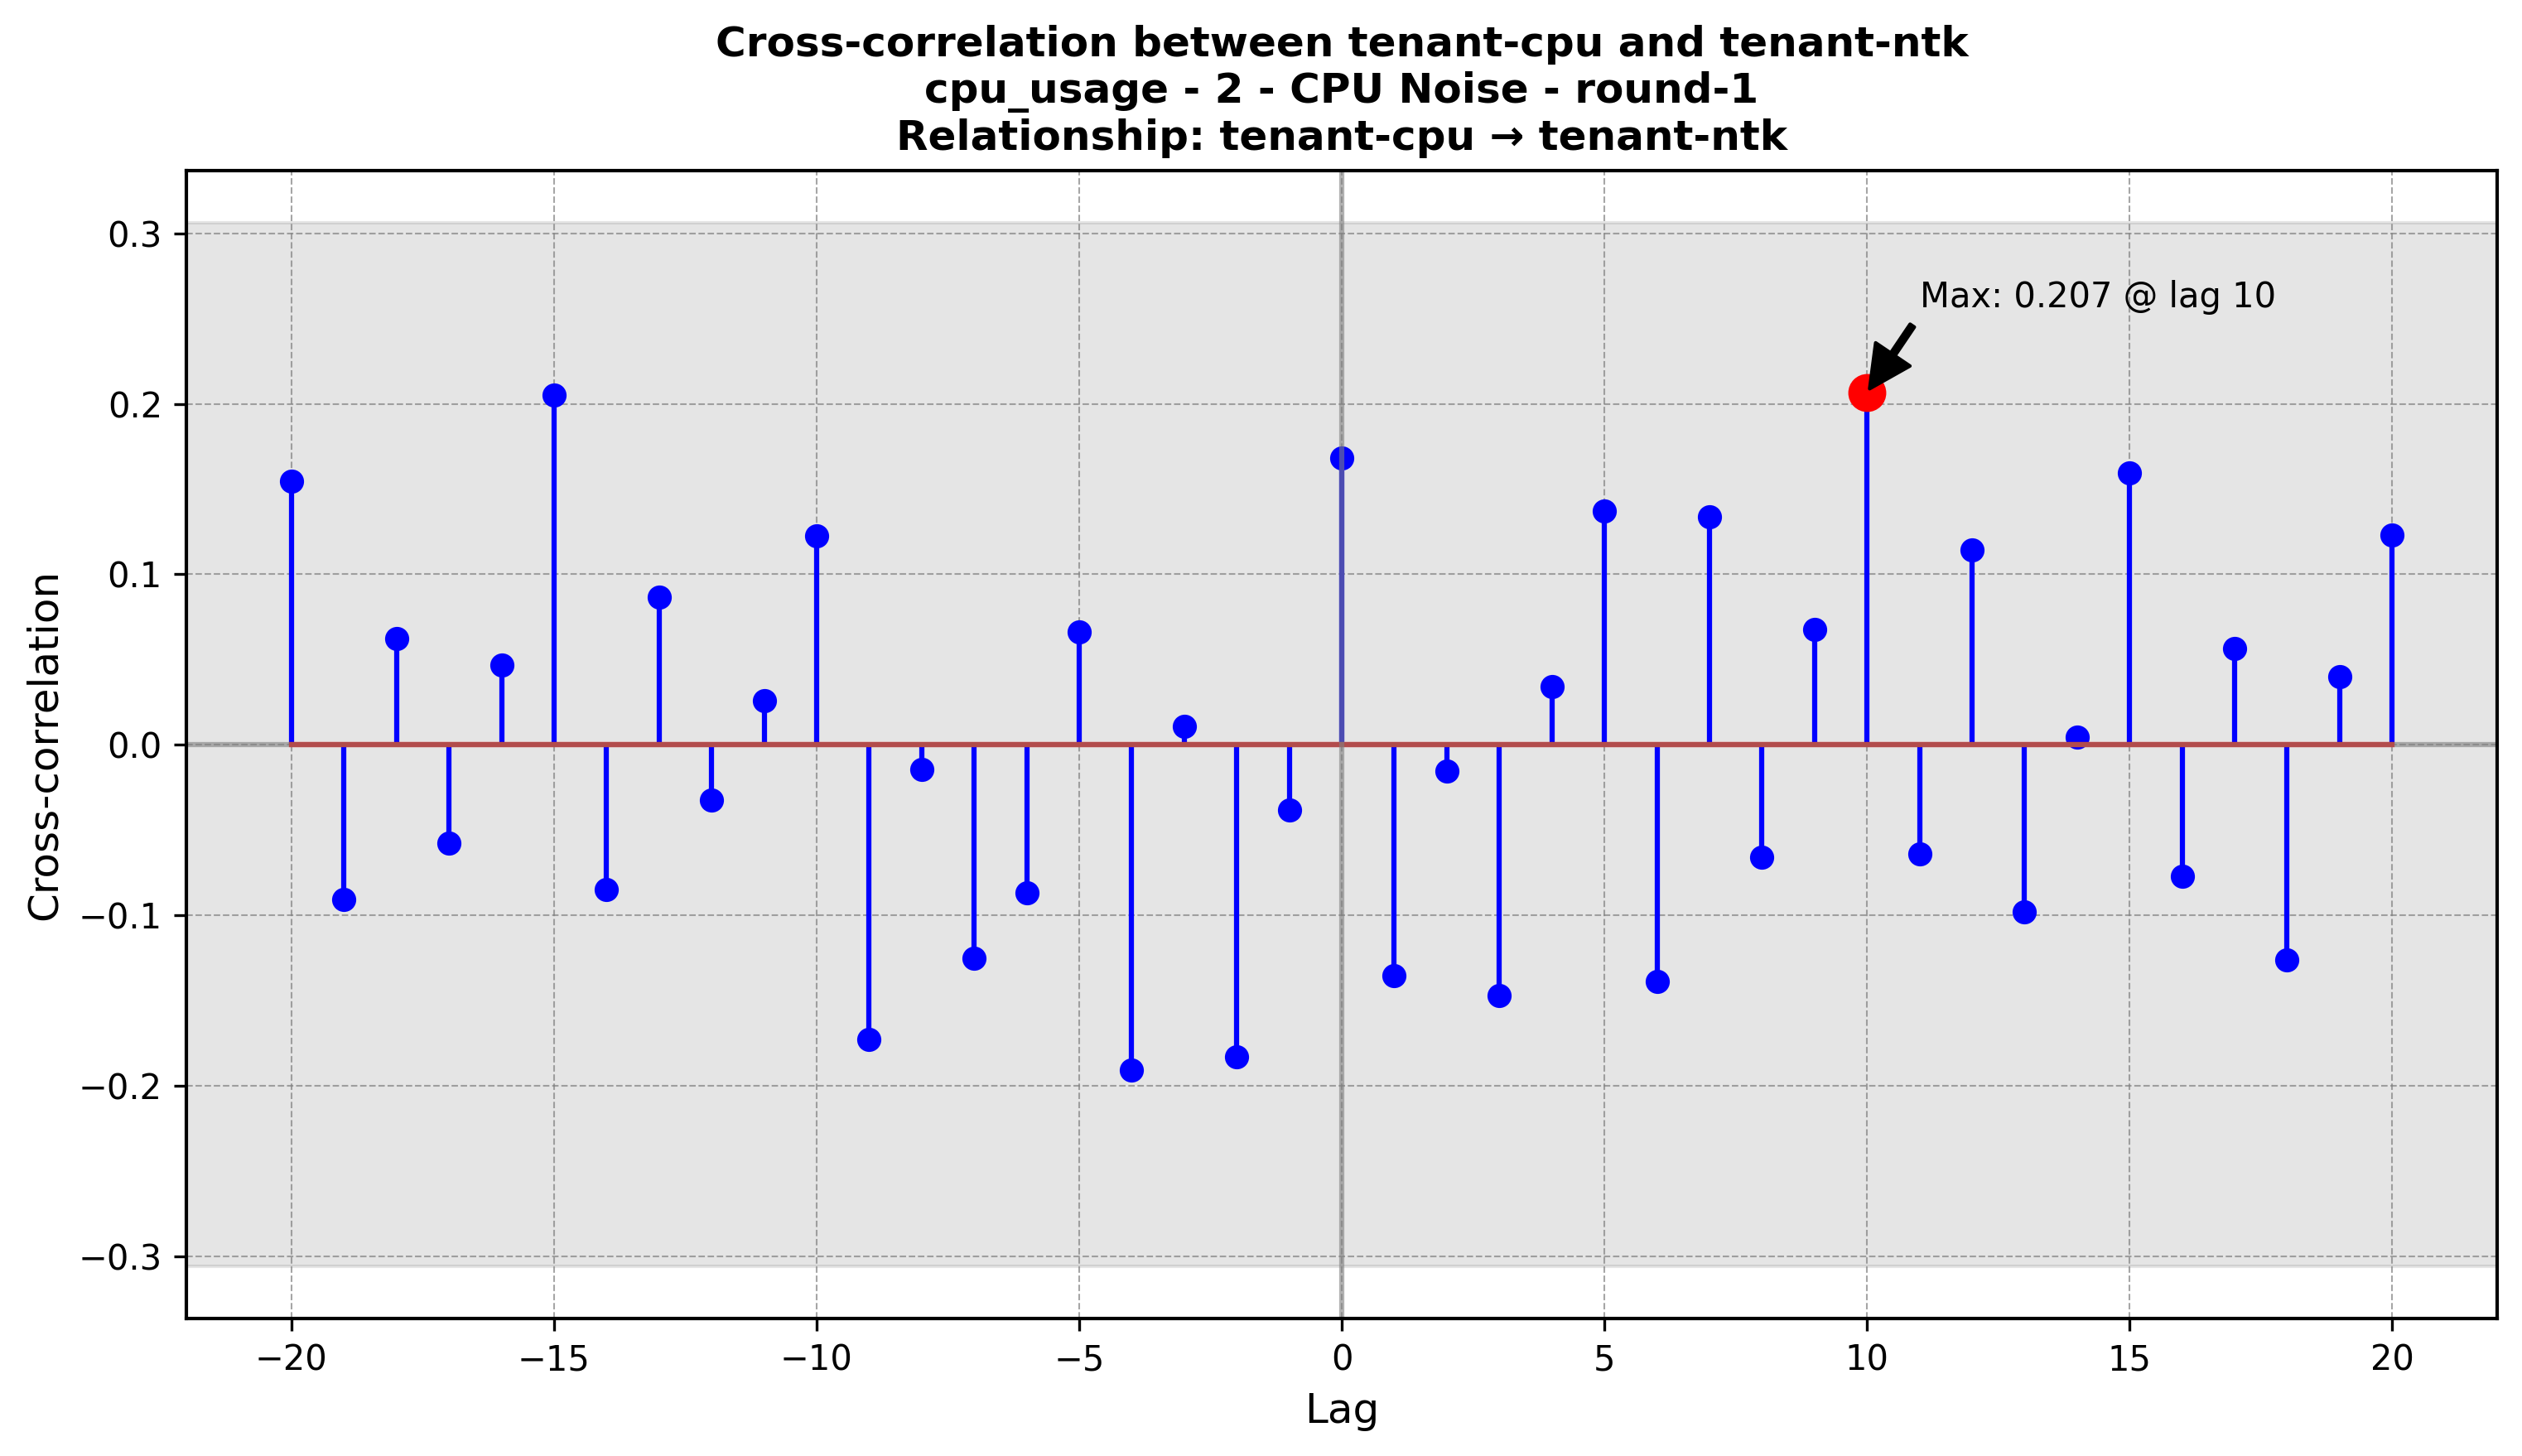 Cross-correlation between tenant-cpu and tenant-ntk
cpu_usage - 2 - CPU Noise - round-1
Relationship: tenant-cpu → tenant-ntk
Cross-correlation
0.3
0.2
0.1
0.0
−0.1
−0.2
−0.3
Max: 0.207 @ lag 10
−20
−15
−10
−5
0
5
10
15
20
Lag